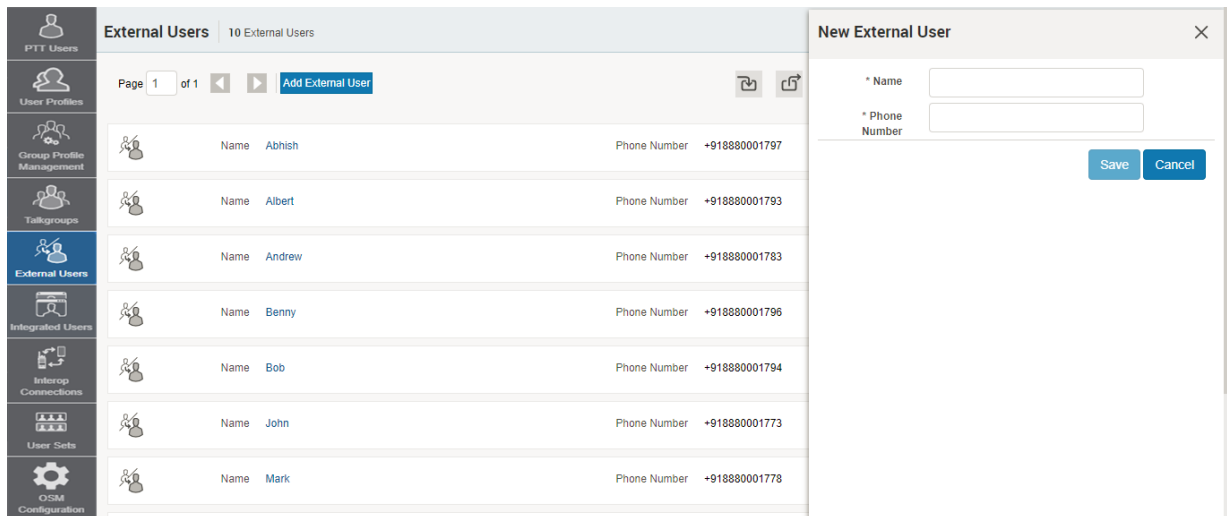 PTT Users
User Profiles
Group Profile
Management
Talkgroups
External Users
Integrated Users
Interop
Connections
User Sets
OSM
Configuration
External Users 10 External Users
Page 1 of 1 Add External User
Name Abhish Phone Number +918880001797
Name Albert Phone Number +918880001793
Name Andrew Phone Number +918880001783
Name Benny Phone Number +918880001796
Name Bob Phone Number +918880001794
Name John Phone Number +918880001773
Name Mark Phone Number +918880001778
New External User
* Name
* Phone
Number
Save Cancel